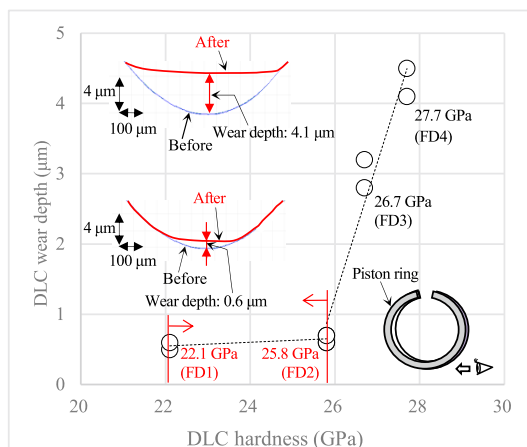 5
4
3
2
1
0
DLC wear depth (μm)
After
4 μm
100 μm
Before
Wear depth: 4.1 μm
After
4 μm
100 μm
Before
Wear depth: 0.6 μm
27.7 GPa
(FD4)
26.7 GPa
(FD3)
Piston ring
22.1 GPa
(FD1)
25.8 GPa
(FD2)
20 22 24 26 28 30
DLC hardness (GPa)